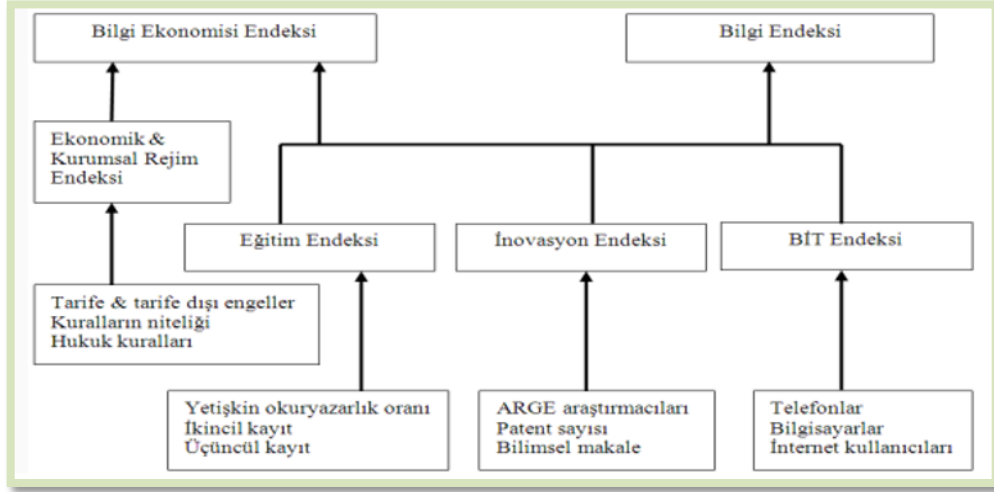 Bilgi Ekonomisi Endeksi
Bilgi Endeksi
Ekonomik &
Kurumsal Rejim
Endeksi
Eğitim Endeksi
İnovasyon Endeksi
BİT Endeksi
Tarife & tarife dışı engeller
Kuralların niteliği
Hukuk kuralları
Yetişkin okuryazarlık oranı
İkincil kayıt
Üçüncül kayıt
ARGE araştırmacıları
Patent sayısı
Bilimsel makale
Telefonlar
Bilgisayarlar
İnternet kullanıcıları